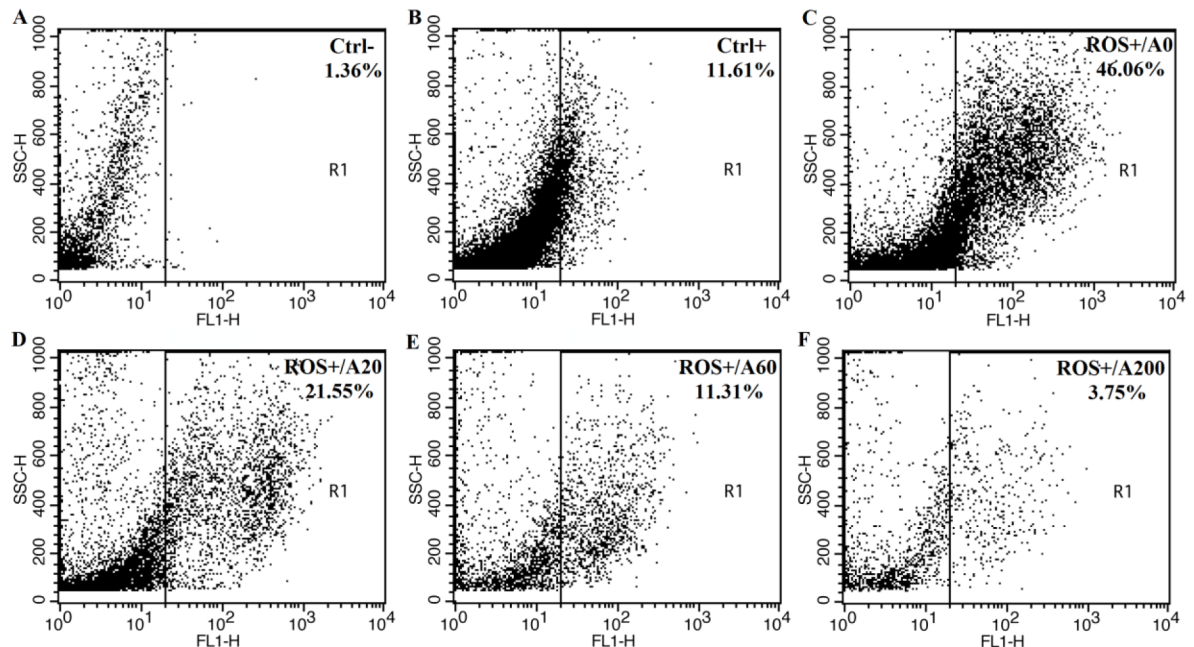 A
Ctrl-
1.36%
R1
SSC-H
0 200 400 600 800 1000
10^0 10^1 10^2 10^3 10^4
FL1-H
B
Ctrl+
11.61%
R1
SSC-H
0 200 400 600 800 1000
10^0 10^1 10^2 10^3 10^4
FL1-H
C
ROS+/A0
46.06%
R1
SSC-H
0 200 400 600 800 1000
10^0 10^1 10^2 10^3 10^4
FL1-H
D
ROS+/A20
21.55%
R1
SSC-H
0 200 400 600 800 1000
10^0 10^1 10^2 10^3 10^4
FL1-H
E
ROS+/A60
11.31%
R1
SSC-H
0 200 400 600 800 1000
10^0 10^1 10^2 10^3 10^4
FL1-H
F
ROS+/A200
3.75%
R1
SSC-H
0 200 400 600 800 1000
10^0 10^1 10^2 10^3 10^4
FL1-H